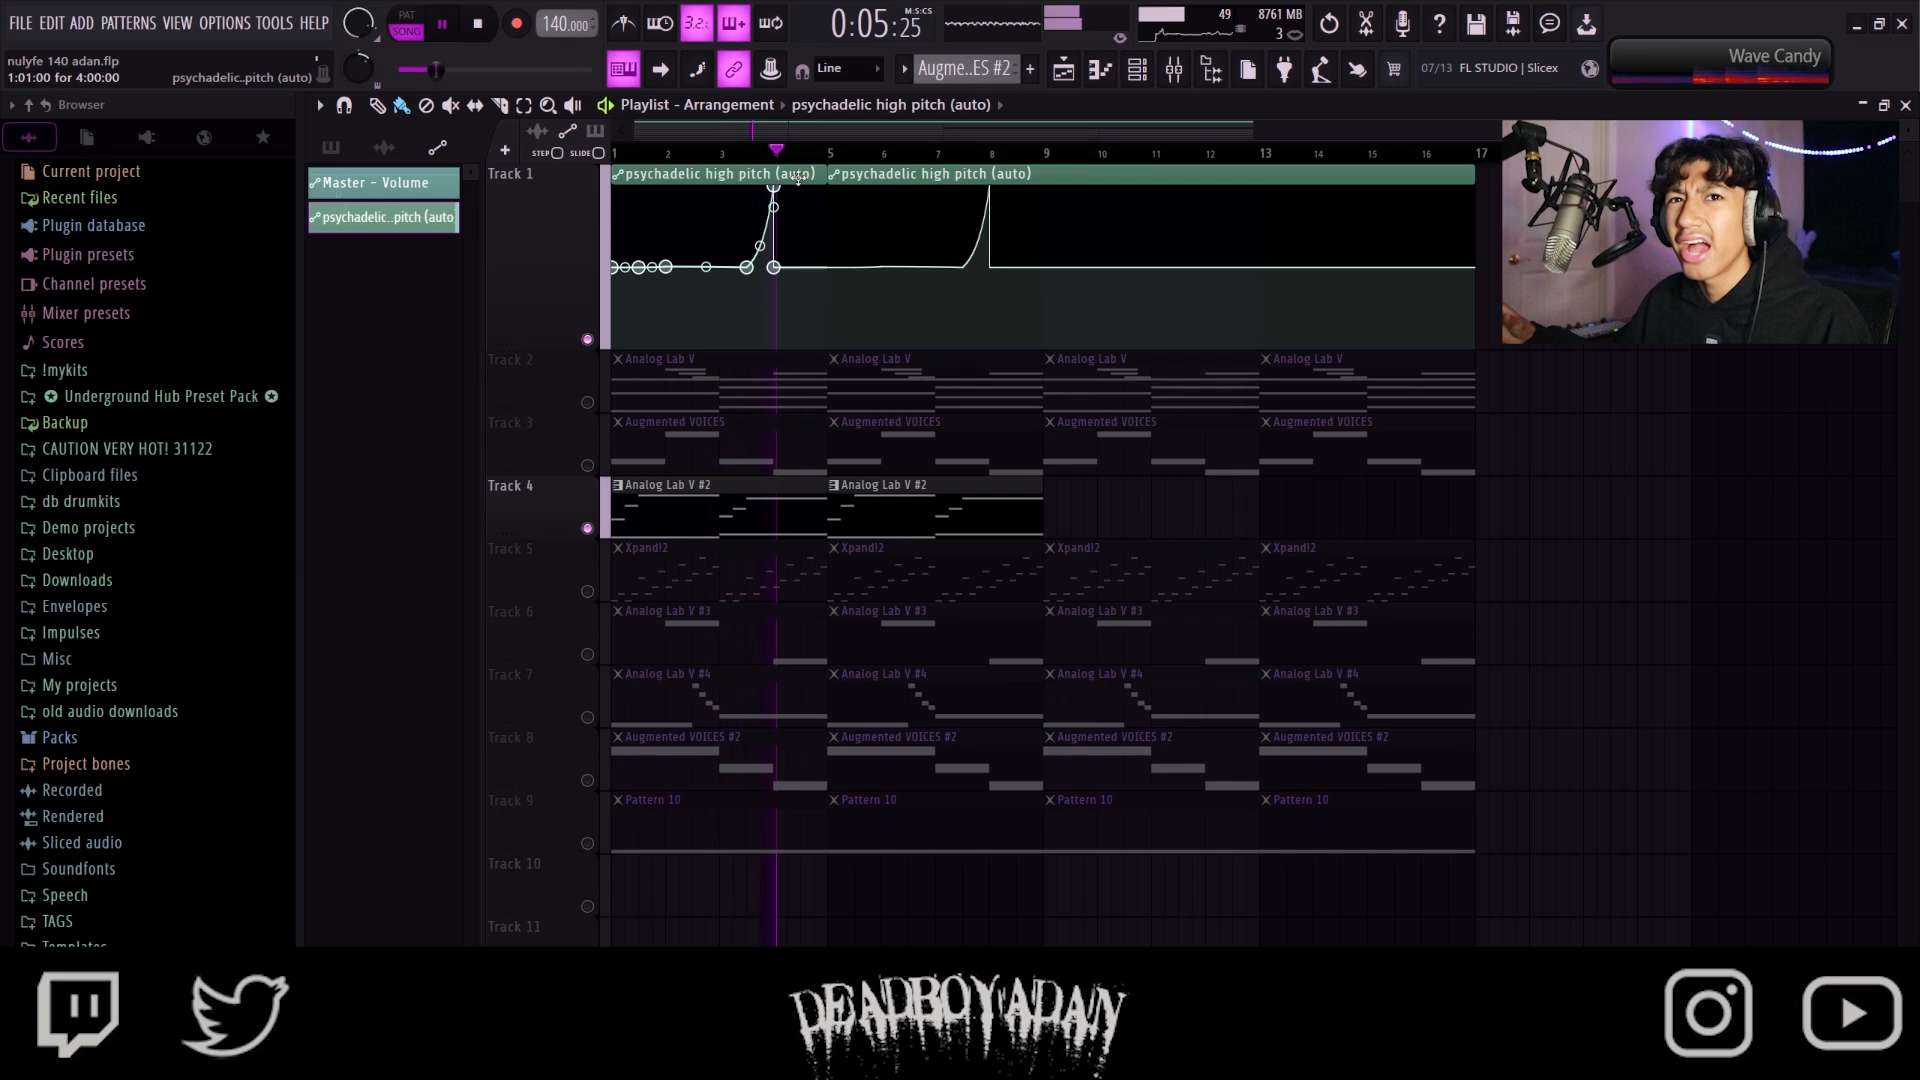 FILE EDIT ADD PATTERNS VIEW OPTIONS TOOLS HELP
PAT
SONG
140.000
3.2
0:05:25
M:S:CS
49
8761 MB
3
nulyfe 140 adan.flp
1:01:00 for 4:00:00
psychadelic..pitch (auto)
Line
Augme..ES #2
07/13 FL STUDIO | Slicex
Wave Candy
Browser
Playlist - Arrangement
psychadelic high pitch (auto)
STEP
SLIDE
1 2 3 5 6 7 8 9 10 11 12 13 14 15 16 17
Current project
Recent files
Plugin database
Plugin presets
Channel presets
Mixer presets
Scores
!mykits
Underground Hub Preset Pack
Backup
CAUTION VERY HOT! 31122
Clipboard files
db drumkits
Demo projects
Desktop
Downloads
Envelopes
Impulses
Misc
My projects
old audio downloads
Packs
Project bones
Recorded
Rendered
Sliced audio
Soundfonts
Speech
TAGS
Templates
Master - Volume
psychadelic..pitch (auto
Track 1
psychadelic high pitch (auto) psychadelic high pitch (auto)
Track 2
Analog Lab V Analog Lab V Analog Lab V Analog Lab V
Track 3
Augmented VOICES Augmented VOICES Augmented VOICES Augmented VOICES
Track 4
Analog Lab V #2 Analog Lab V #2
Track 5
Xpand!2 Xpand!2 Xpand!2 Xpand!2
Track 6
Analog Lab V #3 Analog Lab V #3 Analog Lab V #3 Analog Lab V #3
Track 7
Analog Lab V #4 Analog Lab V #4 Analog Lab V #4 Analog Lab V #4
Track 8
Augmented VOICES #2 Augmented VOICES #2 Augmented VOICES #2 Augmented VOICES #2
Track 9
Pattern 10 Pattern 10 Pattern 10 Pattern 10
Track 10
Track 11
DEADBOYADAN